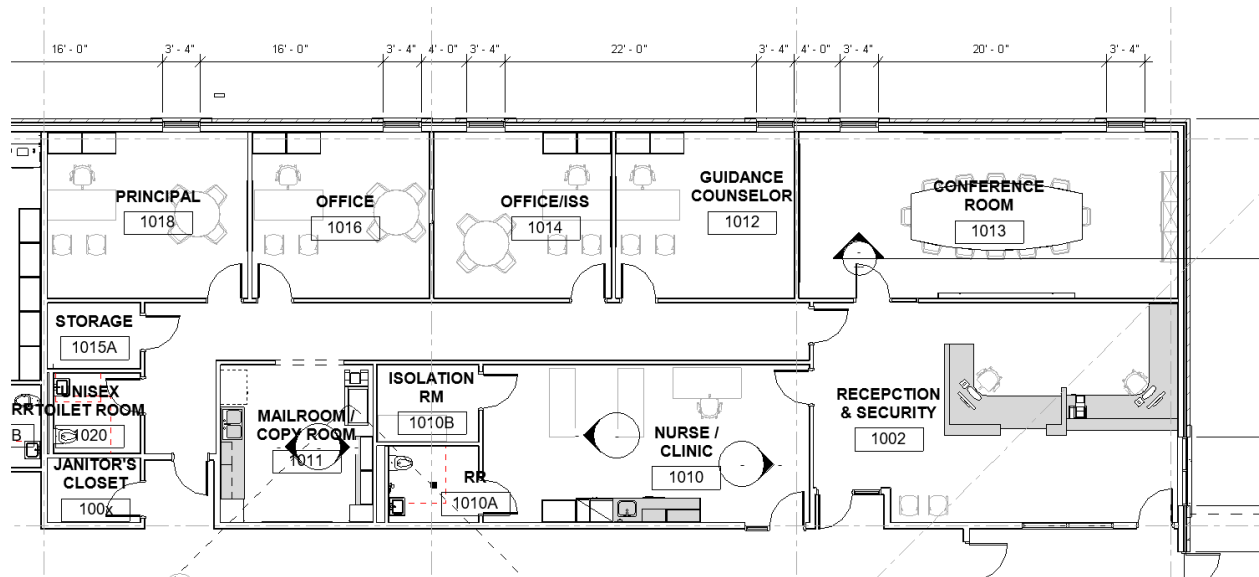 16' - 0" 3' - 4" 16' - 0" 3' - 4" 4' - 0" 3' - 4" 22' - 0" 3' - 4" 4' - 0" 3' - 4" 20' - 0" 3' - 4"
PRINCIPAL
1018
OFFICE
1016
OFFICE/ISS
1014
GUIDANCE
COUNSELOR
1012
CONFERENCE
ROOM
1013
STORAGE
1015A
UNISEX
TOILET ROOM
1020
RR
B
JANITOR'S
CLOSET
100x
MAILROOM /
COPY ROOM
1011
ISOLATION
RM
1010B
RR
1010A
NURSE /
CLINIC
1010
RECEPCTION
& SECURITY
1002